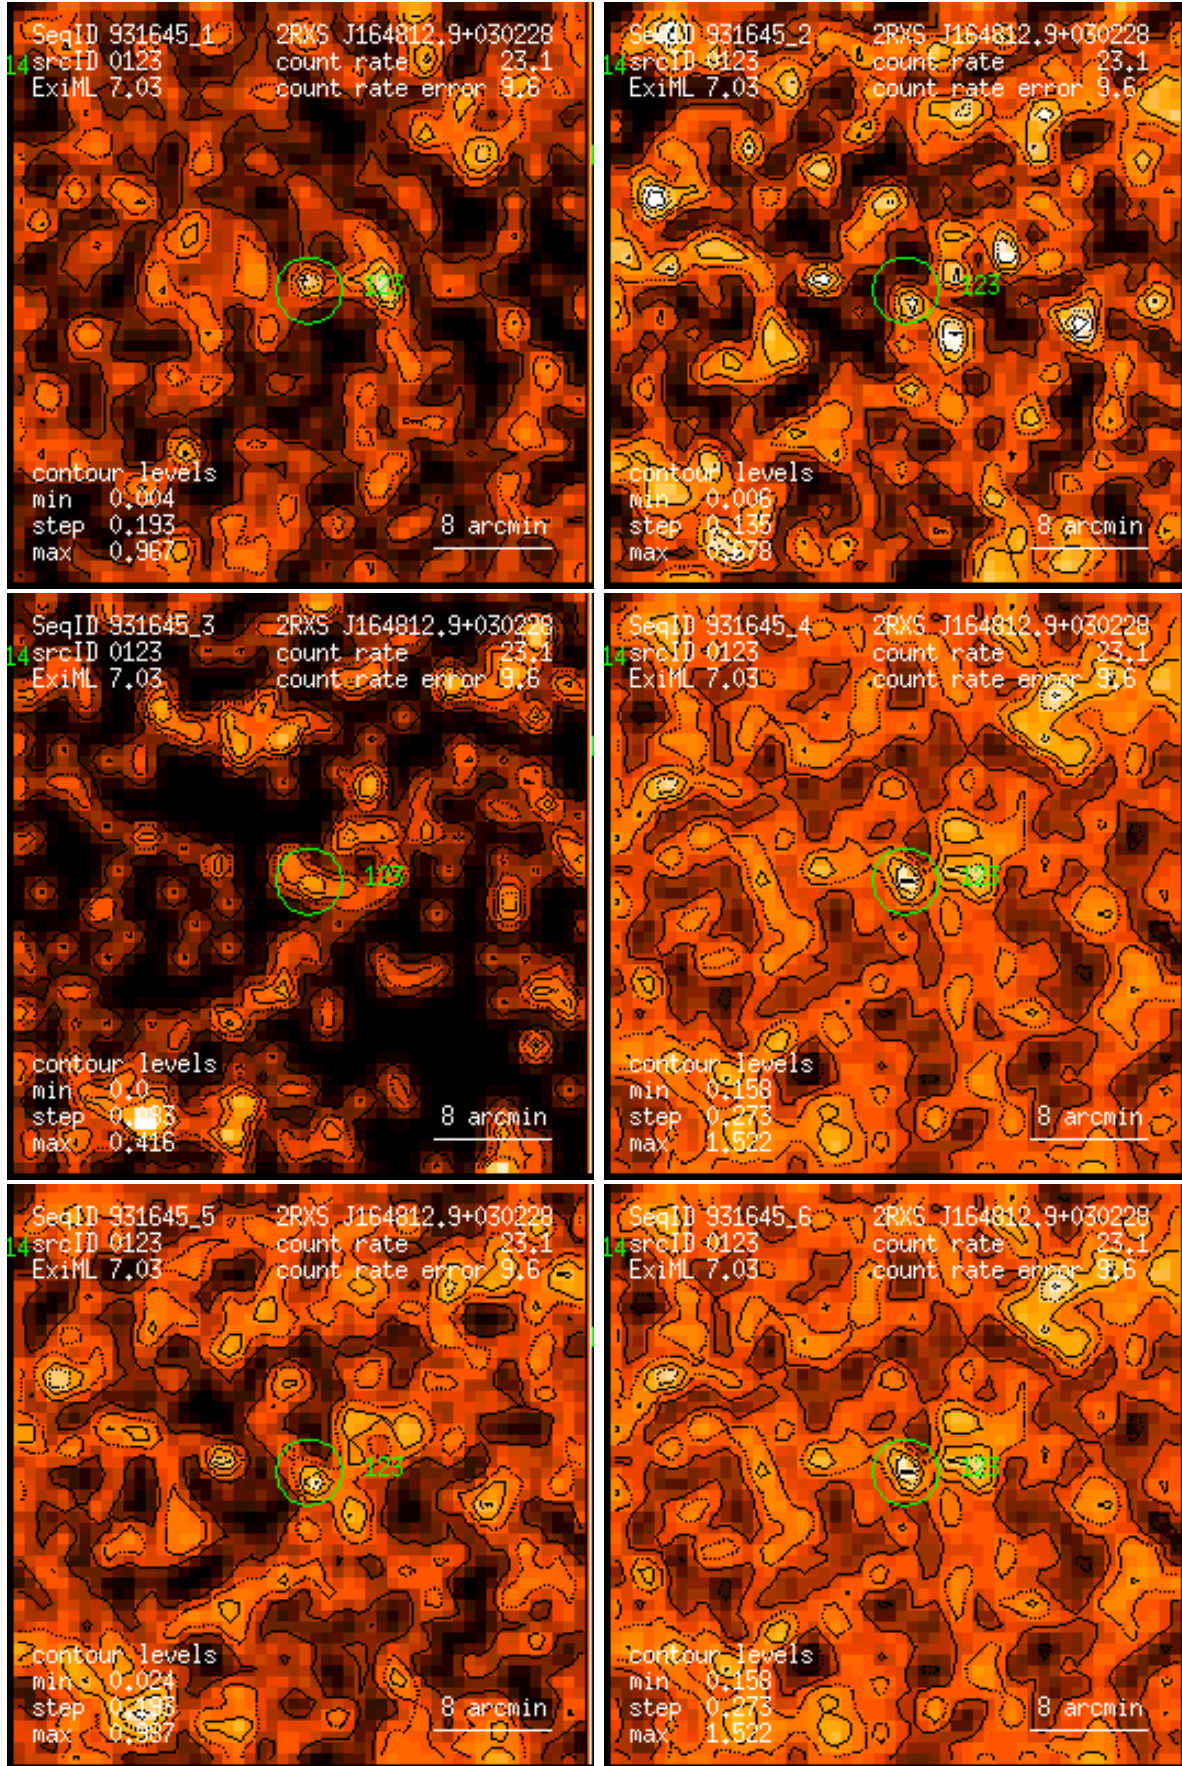 SeqID 931645_1 2RXS J164812.9+030228
14 srcID 0123 count rate 23.1
ExiML 7.03 count rate error 9.6
123
contour levels
min 0.004
step 0.193 8 arcmin
max 0.967
SeqID 931645_2 2RXS J164812.9+030228
14 srcID 0123 count rate 23.1
ExiML 7.03 count rate error 9.6
123
contour levels
min 0.006
step 0.135 8 arcmin
max 0.678
SeqID 931645_3 2RXS J164812.9+030228
14 srcID 0123 count rate 23.1
ExiML 7.03 count rate error 9.6
123
contour levels
min 0.0
step 0.083 8 arcmin
max 0.416
SeqID 931645_4 2RXS J164812.9+030228
14 srcID 0123 count rate 23.1
ExiML 7.03 count rate error 9.6
123
contour levels
min 0.158
step 0.273 8 arcmin
max 1.522
SeqID 931645_5 2RXS J164812.9+030228
14 srcID 0123 count rate 23.1
ExiML 7.03 count rate error 9.6
123
contour levels
min 0.024
step 0.193 8 arcmin
max 0.987
SeqID 931645_6 2RXS J164812.9+030228
14 srcID 0123 count rate 23.1
ExiML 7.03 count rate error 9.6
123
contour levels
min 0.158
step 0.273 8 arcmin
max 1.522